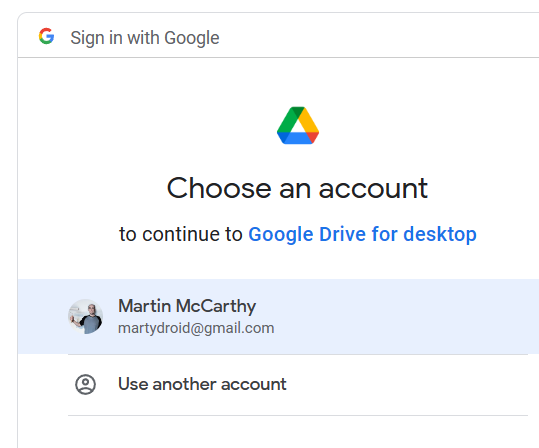 Sign in with Google
Choose an account
to continue to Google Drive for desktop
Martin McCarthy
martydroid@gmail.com
Use another account